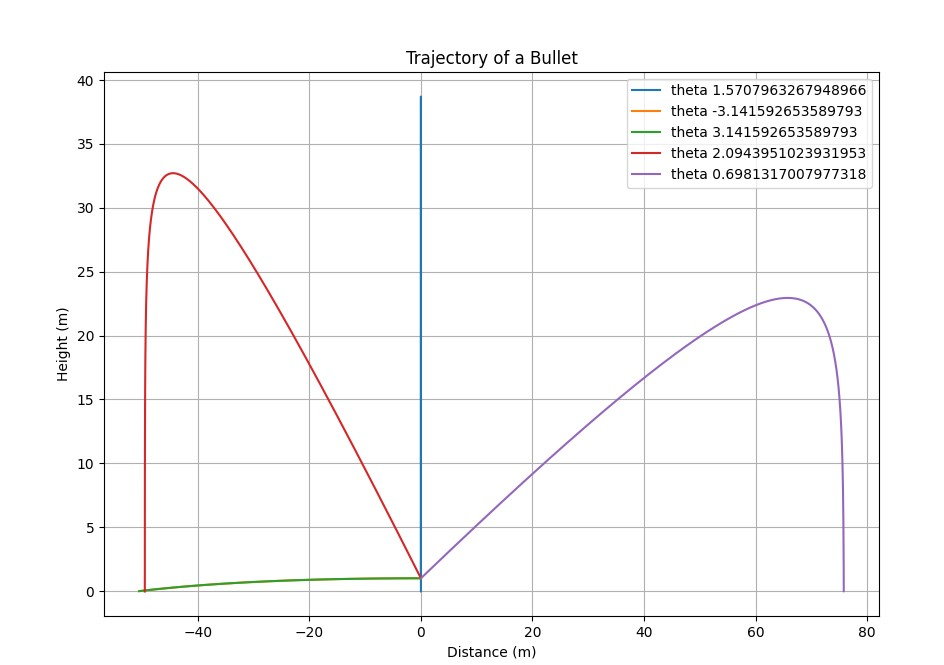 Trajectory of a Bullet
theta 1.5707963267948966
theta -3.141592653589793
theta 3.141592653589793
theta 2.0943951023931953
theta 0.6981317007977318
Height (m)
40
35
30
25
20
15
10
5
0
−40 −20 0 20 40 60 80
Distance (m)